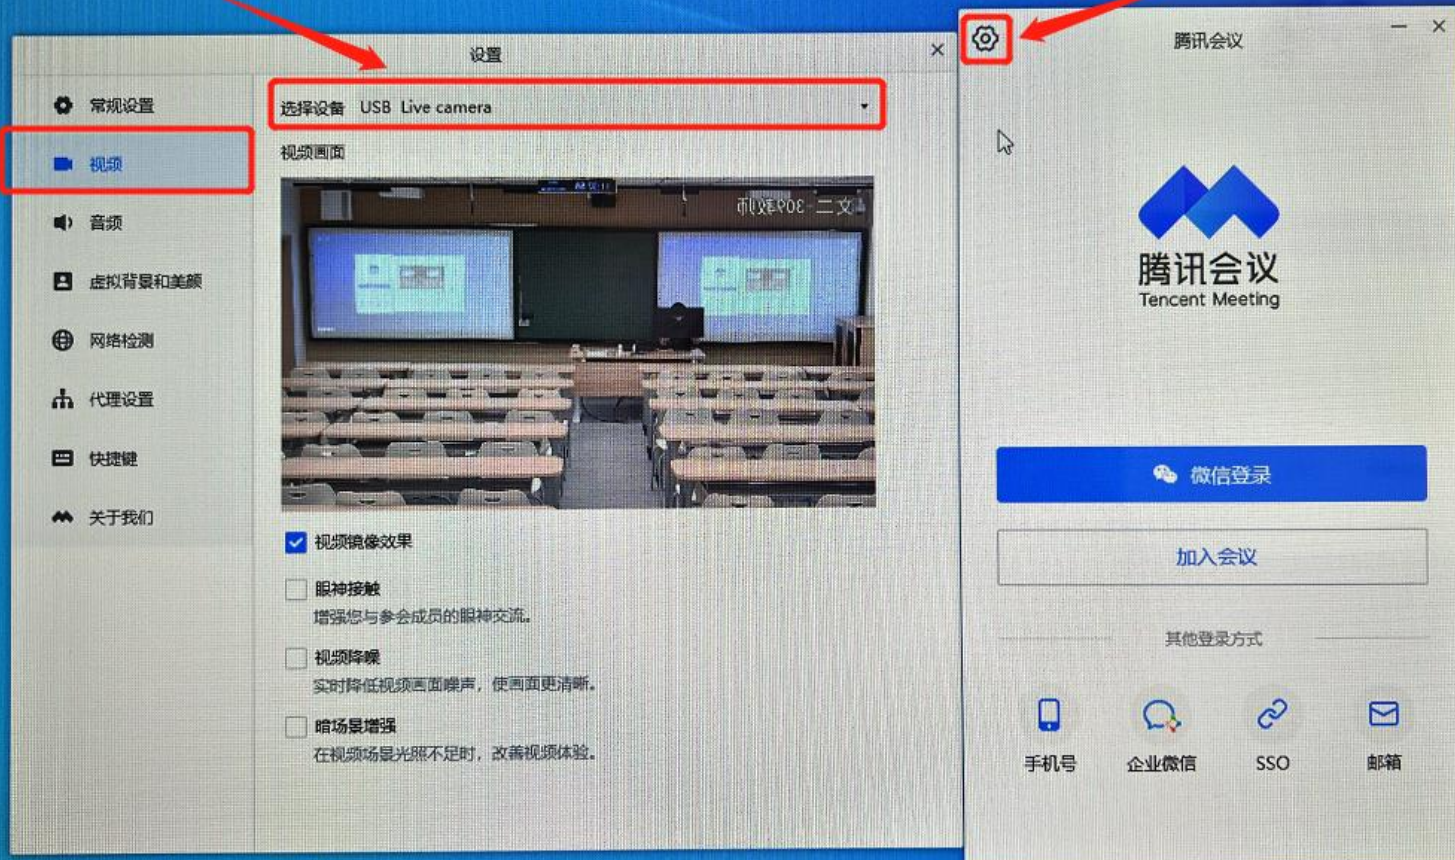 设置
常规设置
视频
音频
虚拟背景和美颜
网络检测
代理设置
快捷键
关于我们
选择设备 USB Live camera
视频画面
文二-309教师
视频镜像效果
眼神接触
增强您与参会成员的眼神交流。
视频降噪
实时降低视频画面噪声，使画面更清晰。
暗场景增强
在视频场景光照不足时，改善视频体验。
腾讯会议
腾讯会议
Tencent Meeting
微信登录
加入会议
其他登录方式
手机号
企业微信
SSO
邮箱